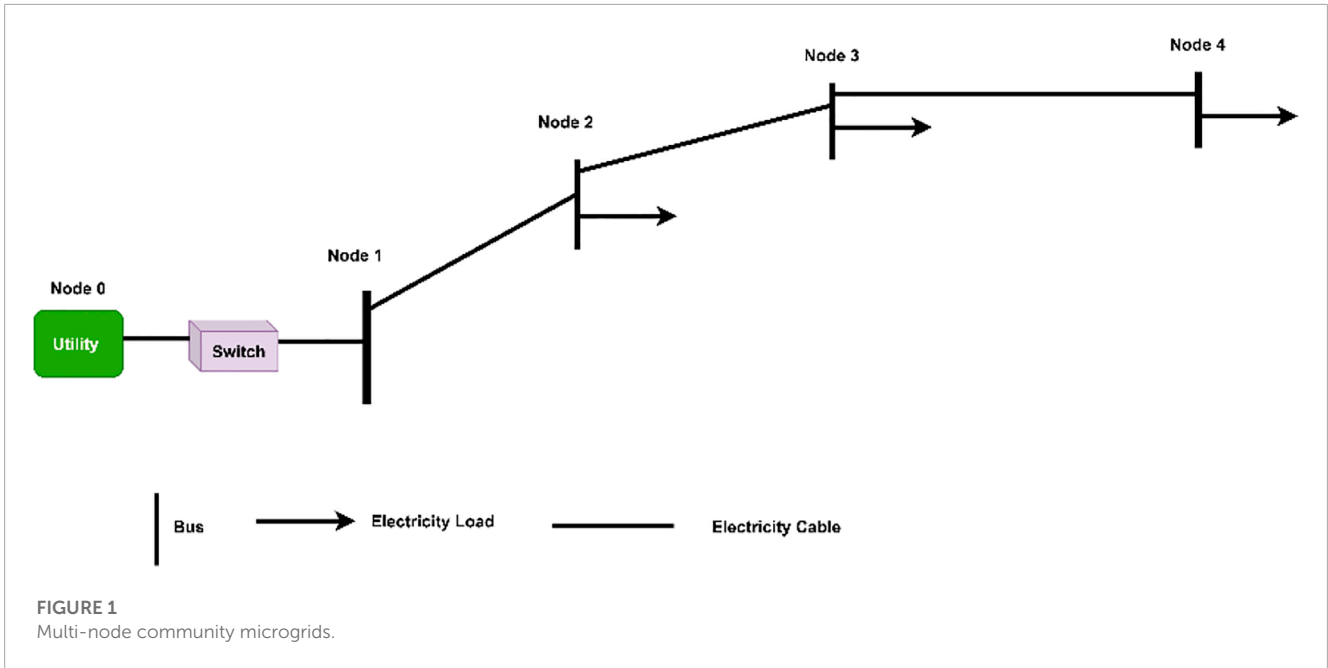 Node 4
Node 3
Node 2
Node 1
Node 0
Utility
Switch
Bus
Electricity Load
Electricity Cable
FIGURE 1
Multi-node community microgrids.